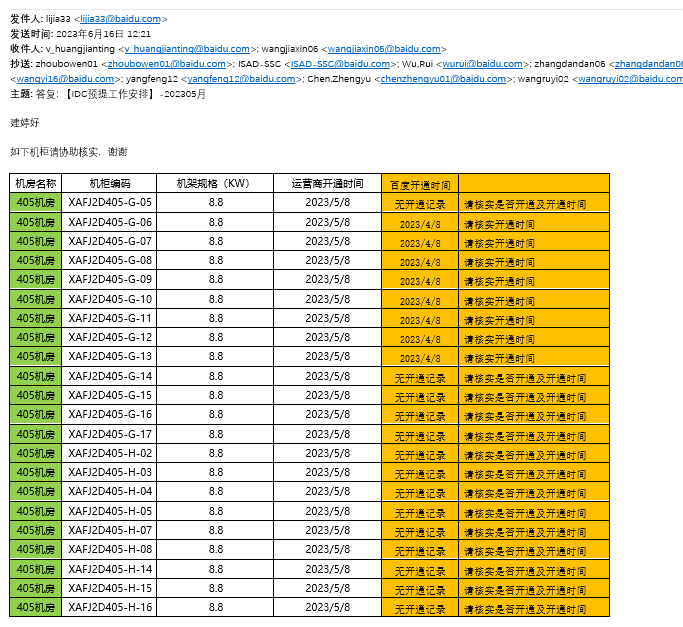 发件人: lijia33 <lijia33@baidu.com>
发送时间: 2023年6月16日 12:21
收件人: v_huangjianting <v_huangjianting@baidu.com>; wangjiaxin06 <wangjiaxin06@baidu.com>
抄送: zhoubowen01 <zhoubowen01@baidu.com>; ISAD-SSC <ISAD-SSC@baidu.com>; Wu,Rui <wurui@baidu.com>; zhangdandan06 <zhangdandan06
<wangyi16@baidu.com>; yangfeng12 <yangfeng12@baidu.com>; Chen,Zhengyu <chenzhengyu01@baidu.com>; wangruiyi02 <wangruiyi02@baidu.com
主题: 答复: 【IDC预提工作安排】-202305月
建婷好
如下机柜请协助核实，谢谢
机房名称 机柜编码 机架规格（KW） 运营商开通时间 百度开通时间
405机房 XAFJ2D405-G-05 8.8 2023/5/8 无开通记录 请核实是否开通及开通时间
405机房 XAFJ2D405-G-06 8.8 2023/5/8 2023/4/8 请核实开通时间
405机房 XAFJ2D405-G-07 8.8 2023/5/8 2023/4/8 请核实开通时间
405机房 XAFJ2D405-G-08 8.8 2023/5/8 2023/4/8 请核实开通时间
405机房 XAFJ2D405-G-09 8.8 2023/5/8 2023/4/8 请核实开通时间
405机房 XAFJ2D405-G-10 8.8 2023/5/8 2023/4/8 请核实开通时间
405机房 XAFJ2D405-G-11 8.8 2023/5/8 2023/4/8 请核实开通时间
405机房 XAFJ2D405-G-12 8.8 2023/5/8 2023/4/8 请核实开通时间
405机房 XAFJ2D405-G-13 8.8 2023/5/8 2023/4/8 请核实开通时间
405机房 XAFJ2D405-G-14 8.8 2023/5/8 无开通记录 请核实是否开通及开通时间
405机房 XAFJ2D405-G-15 8.8 2023/5/8 无开通记录 请核实是否开通及开通时间
405机房 XAFJ2D405-G-16 8.8 2023/5/8 无开通记录 请核实是否开通及开通时间
405机房 XAFJ2D405-G-17 8.8 2023/5/8 无开通记录 请核实是否开通及开通时间
405机房 XAFJ2D405-H-02 8.8 2023/5/8 无开通记录 请核实是否开通及开通时间
405机房 XAFJ2D405-H-03 8.8 2023/5/8 无开通记录 请核实是否开通及开通时间
405机房 XAFJ2D405-H-04 8.8 2023/5/8 无开通记录 请核实是否开通及开通时间
405机房 XAFJ2D405-H-05 8.8 2023/5/8 无开通记录 请核实是否开通及开通时间
405机房 XAFJ2D405-H-07 8.8 2023/5/8 无开通记录 请核实是否开通及开通时间
405机房 XAFJ2D405-H-08 8.8 2023/5/8 无开通记录 请核实是否开通及开通时间
405机房 XAFJ2D405-H-14 8.8 2023/5/8 无开通记录 请核实是否开通及开通时间
405机房 XAFJ2D405-H-15 8.8 2023/5/8 无开通记录 请核实是否开通及开通时间
405机房 XAFJ2D405-H-16 8.8 2023/5/8 无开通记录 请核实是否开通及开通时间